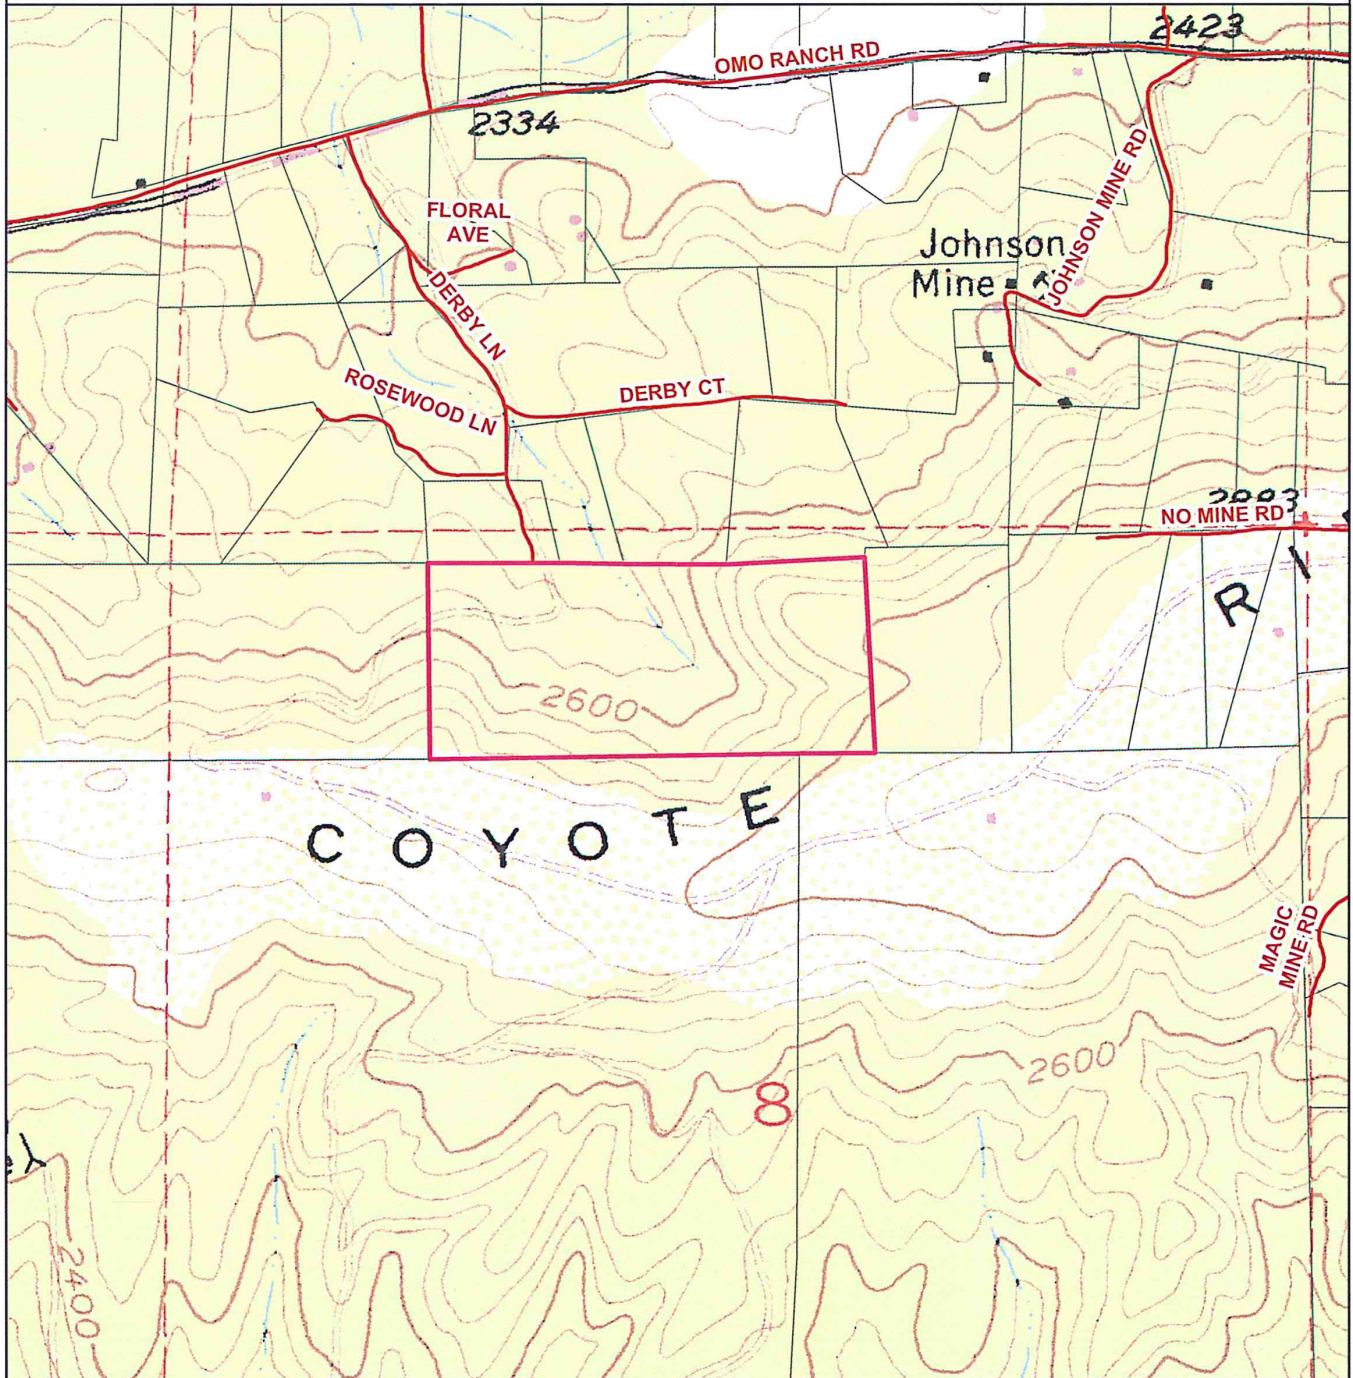 2423
OMO RANCH RD
2334
JOHNSON MINE RD
FLORAL
AVE
Johnson
Mine
DERBY LN
ROSEWOOD LN
DERBY CT
NO MINE RD
R I
2600
C O Y O T E
MAGIC
MINE RD
2600
8
2400